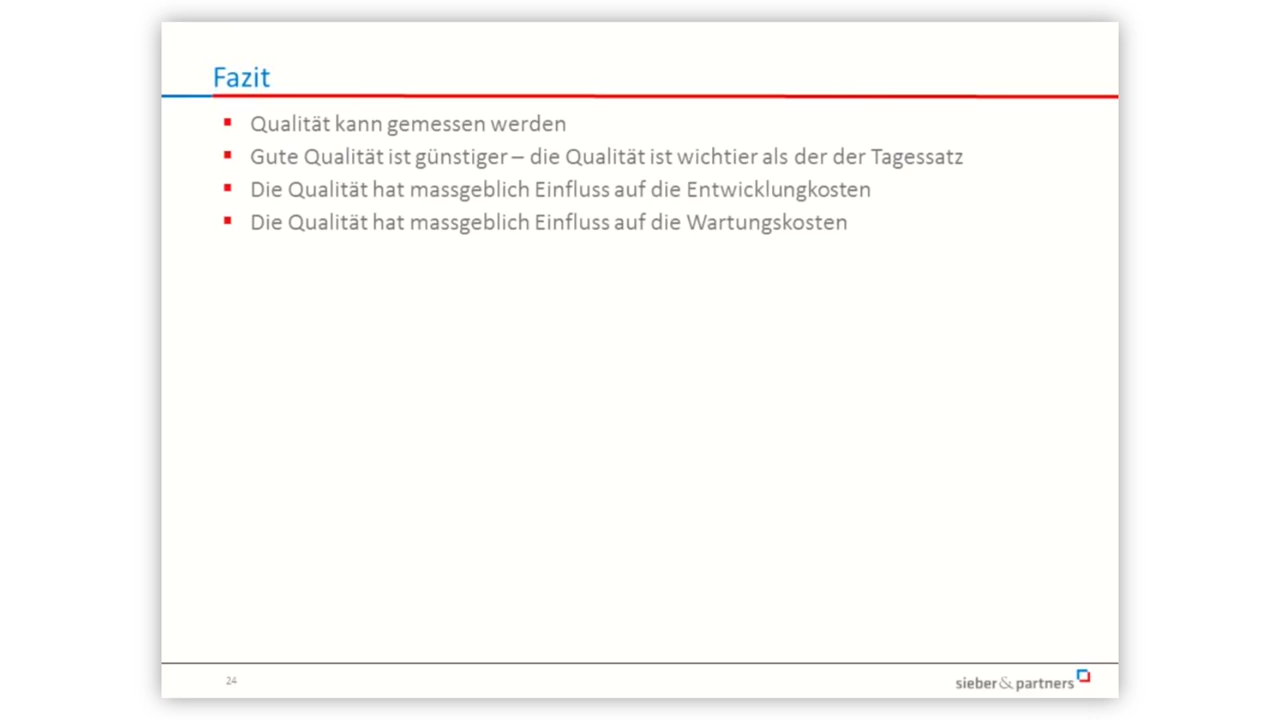 Fazit
Qualität kann gemessen werden
Gute Qualität ist günstiger – die Qualität ist wichtier als der der Tagessatz
Die Qualität hat massgeblich Einfluss auf die Entwicklungkosten
Die Qualität hat massgeblich Einfluss auf die Wartungskosten
24
sieber&partners